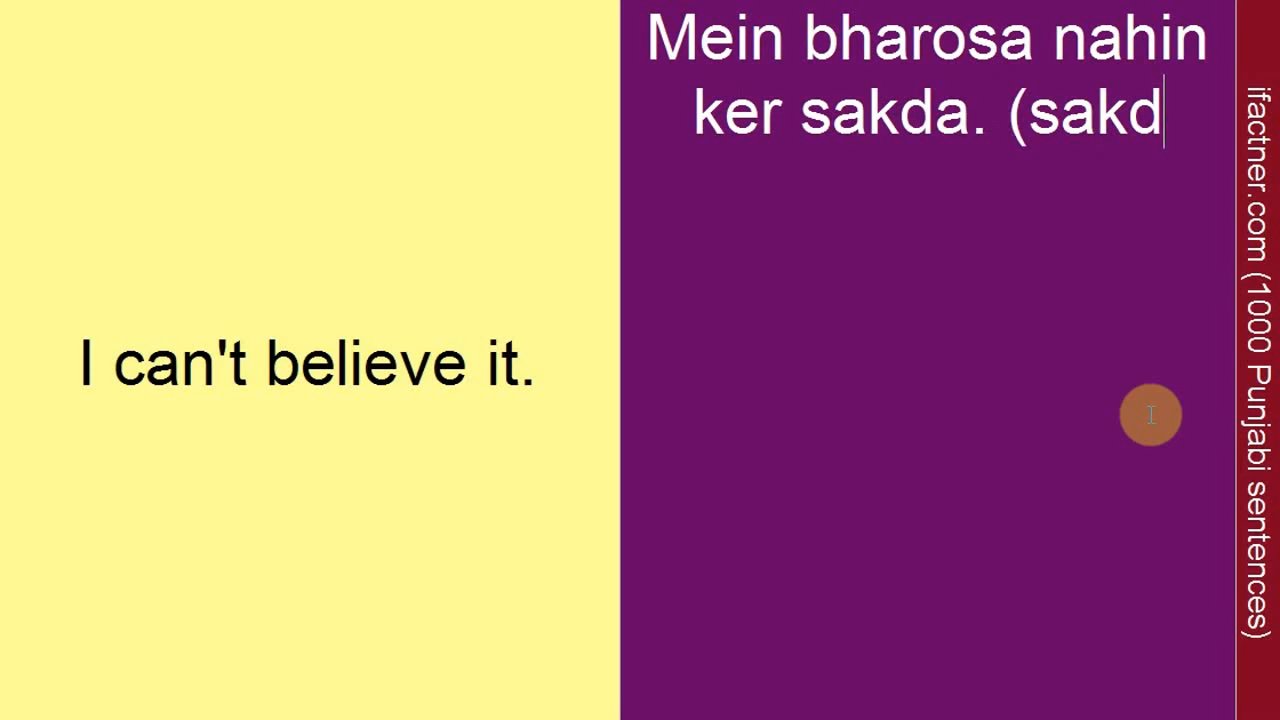 I can't believe it.
Mein bharosa nahin
ker sakda. (sakd
ifactner.com (1000 Punjabi sentences)